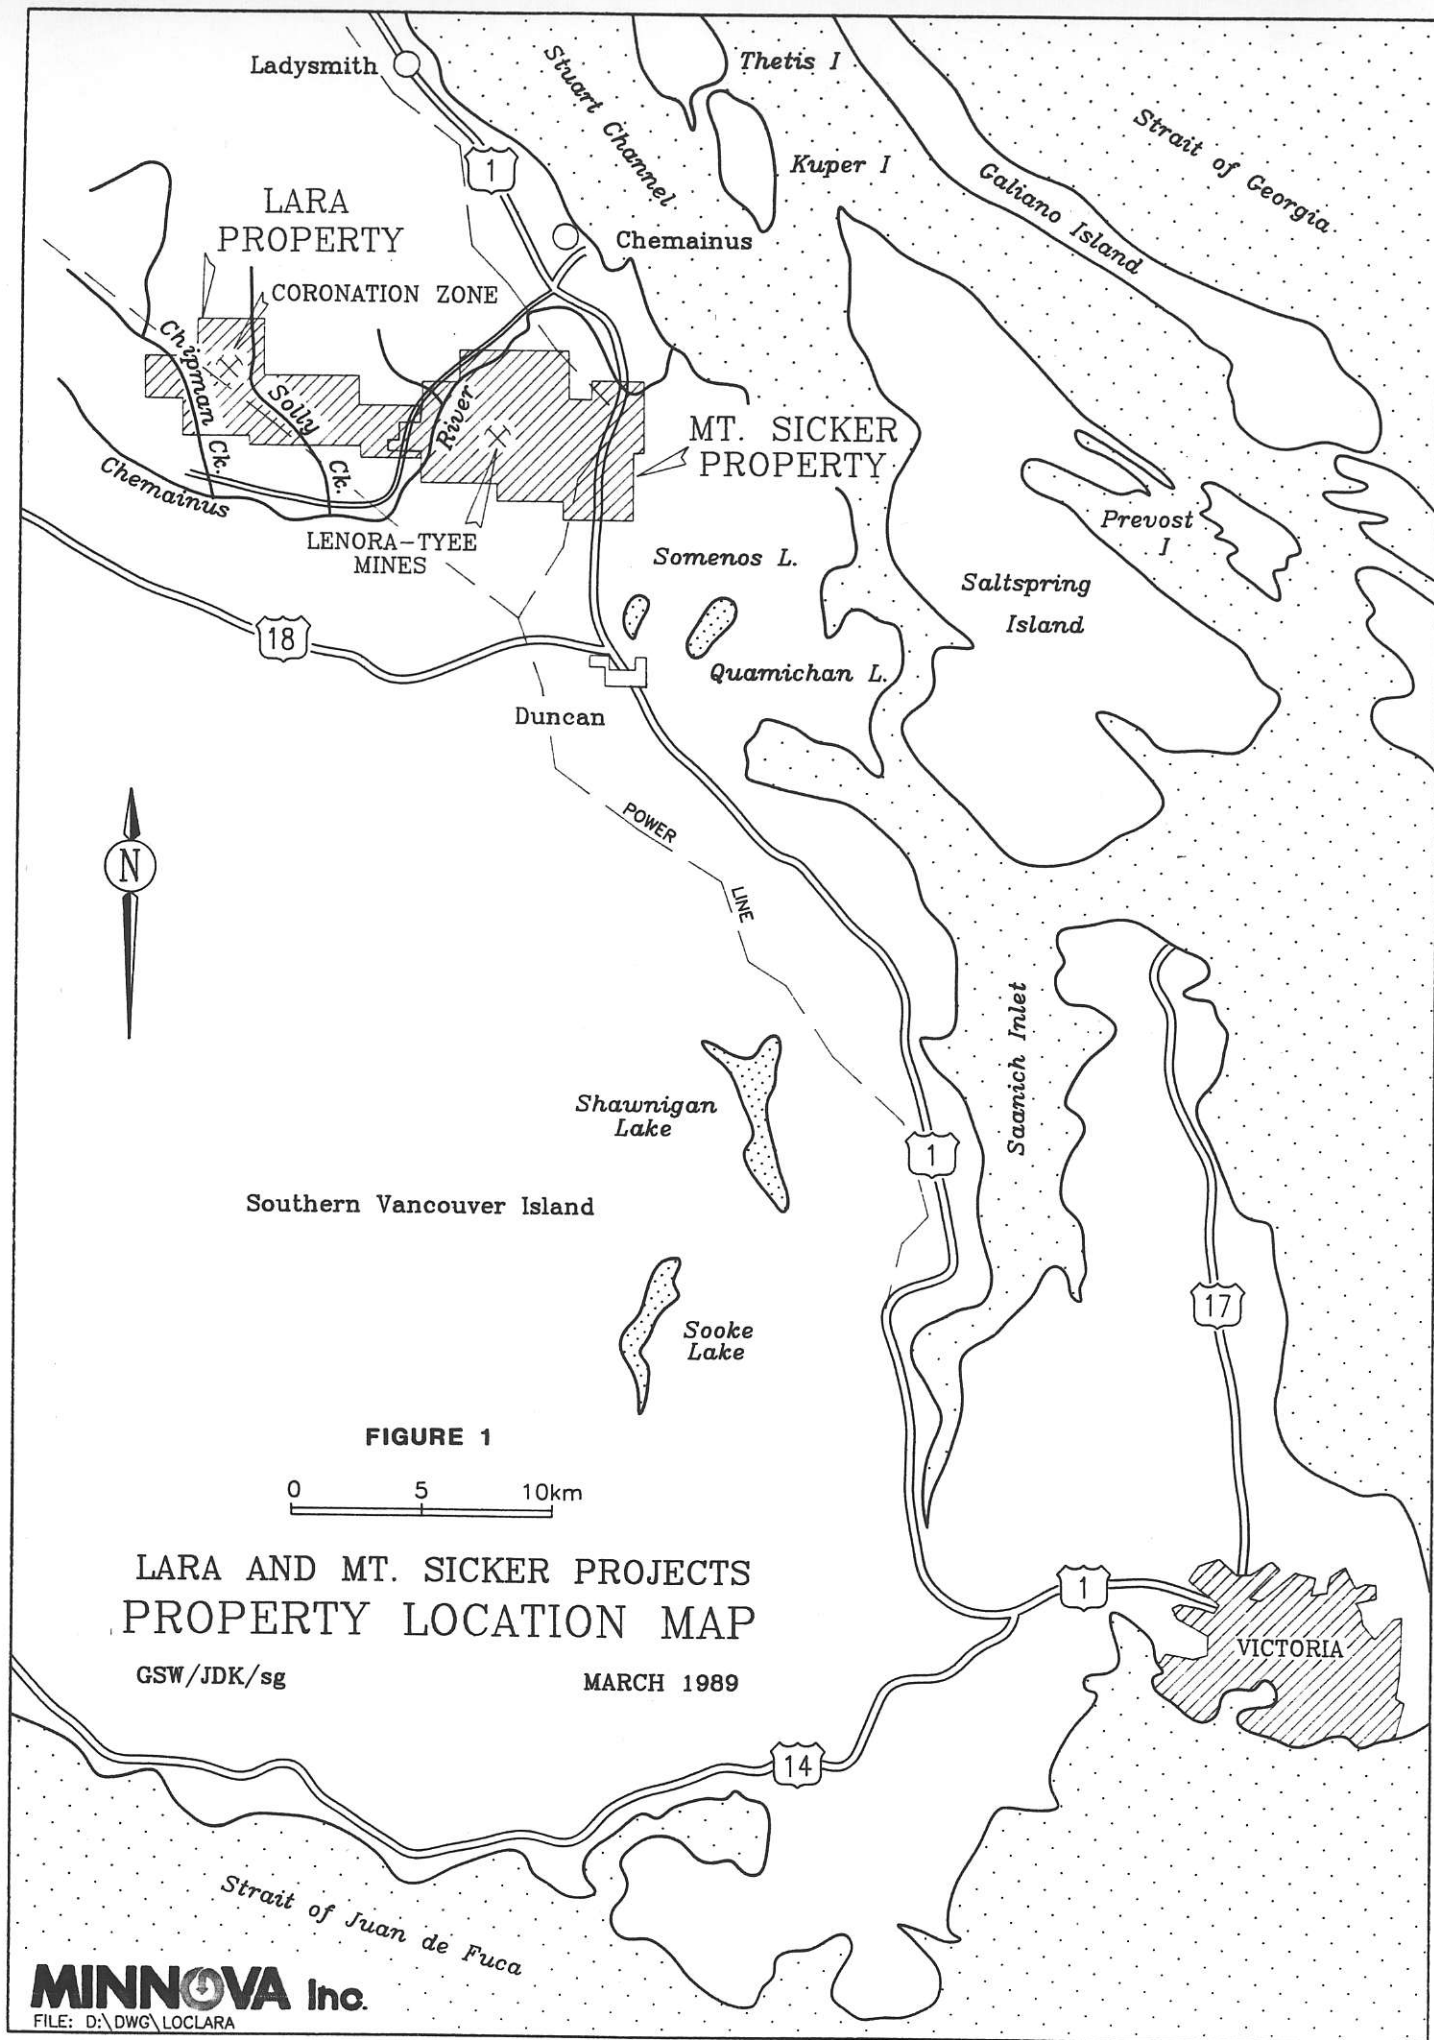 Ladysmith
Stuart Channel
Thetis I
Strait of Georgia
1
Kuper I
Galiano Island
LARA
PROPERTY
Chemainus
CORONATION ZONE
Chipman Ck.
Solly Ck.
River
MT. SICKER
PROPERTY
Chemainus
LENORA-TYEE
MINES
Prevost
I
Somenos L.
Saltspring
Island
18
Quamichan L.
Duncan
POWER
LINE
N
Saanich Inlet
Shawnigan
Lake
1
Southern Vancouver Island
17
Sooke
Lake
FIGURE 1
0 5 10km
LARA AND MT. SICKER PROJECTS
PROPERTY LOCATION MAP
GSW/JDK/sg MARCH 1989
1
VICTORIA
14
Strait of Juan de Fuca
MINNOVA Inc.
FILE: D:\DWG\LOCLARA